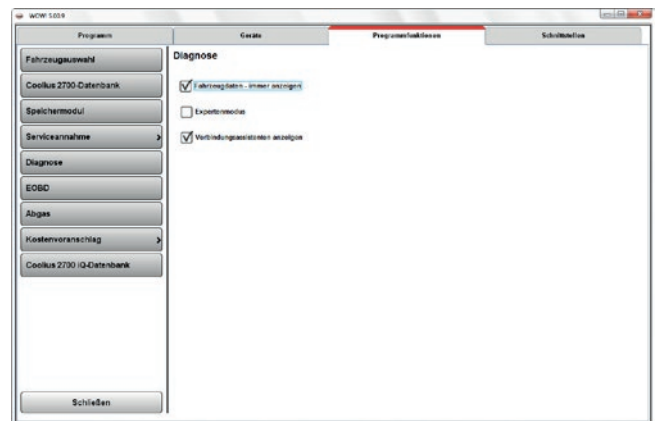 WOW! 5.00.9
Programm
Geräte
Programmfunktionen
Schnittstellen
Fahrzeugauswahl
Coolius 2700-Datenbank
Speichermodul
Serviceannahme
Diagnose
EOBD
Abgas
Kostenvoranschlag
Coolius 2700 IQ-Datenbank
Schließen
Diagnose
Fahrzeugdaten - immer anzeigen
Expertenmodus
Verbindungsassistenten anzeigen